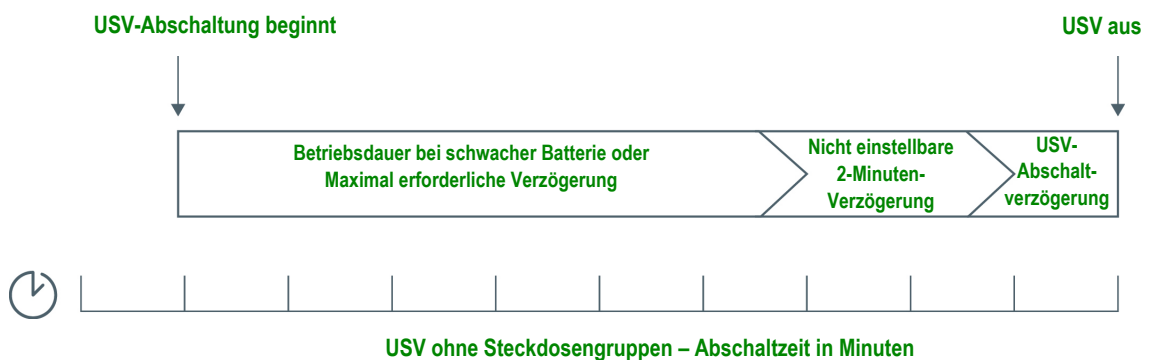 USV-Abschaltung beginnt
USV aus
Betriebsdauer bei schwacher Batterie oder
Maximal erforderliche Verzögerung
Nicht einstellbare
2-Minuten-
Verzögerung
USV-
Abschalt-
verzögerung
USV ohne Steckdosengruppen – Abschaltzeit in Minuten